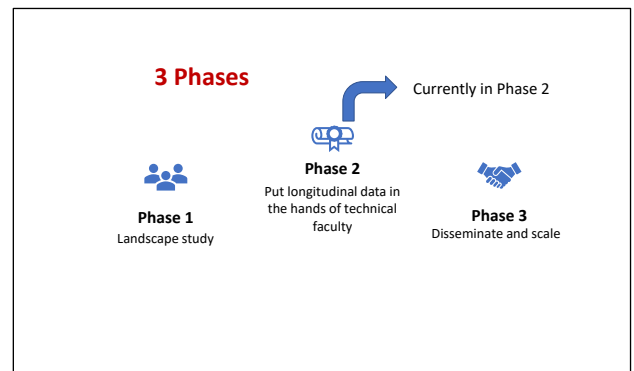 3 Phases
Currently in Phase 2
Phase 1
Landscape study
Phase 2
Put longitudinal data in
the hands of technical
faculty
Phase 3
Disseminate and scale